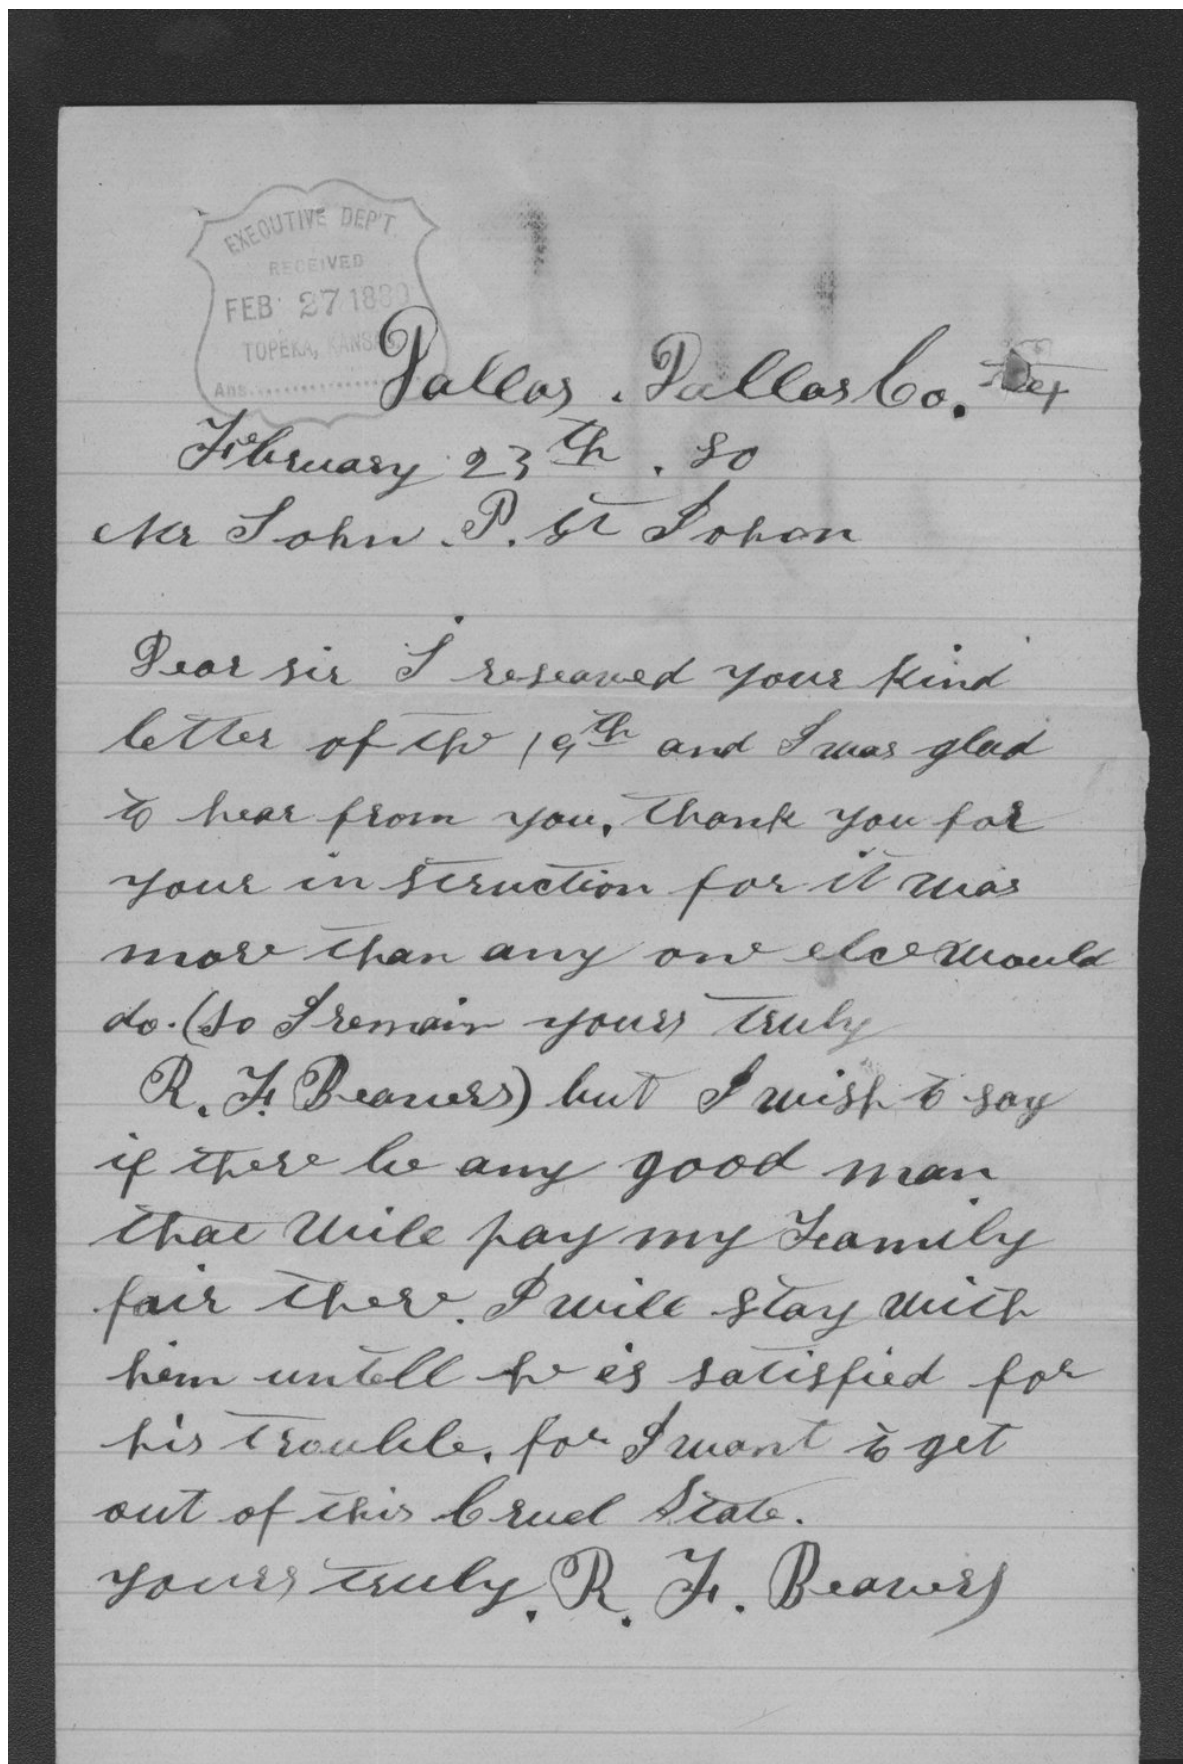 EXECUTIVE DEP'T.
RECEIVED
FEB 27 1880
TOPEKA, KANSAS.
Ans.
Dallas. Dallas Co. Tex
February 23th. 80
Mr John. P. St Johon
Dear sir I reseaved your kind
letter of the 19th and I was glad
to hear from you. thank you for
your in struction for it was
more than any one elce would
do. (so I remain yours truly
R. F. Beavers) but I wish to say
if there be any good man
that will pay my Family
fair there. I will stay with
him untell he is satisfied for
his trouble. for I want to get
out of this Cruel State.
yours truly. R. F. Beavers